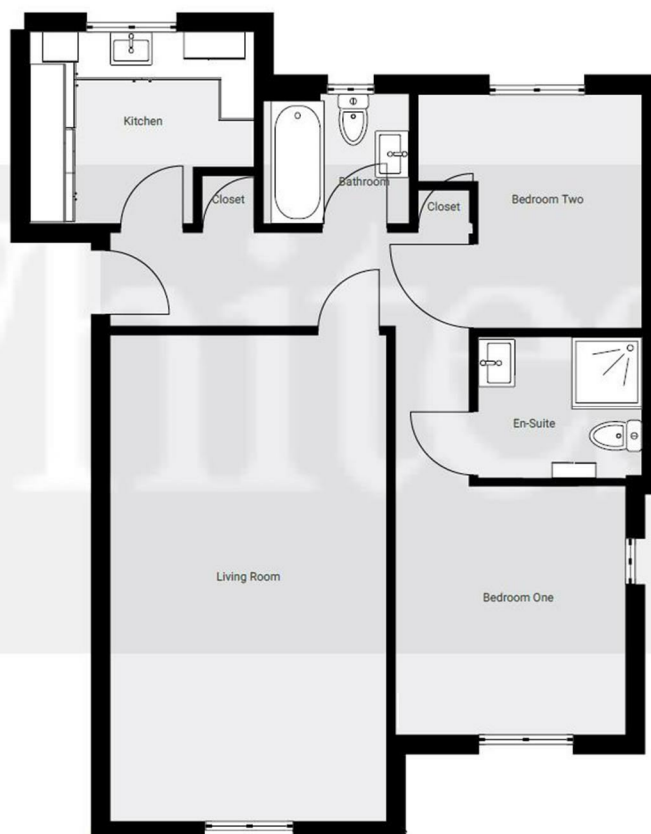 Kitchen
Closet
Bathroom
Closet
Bedroom Two
En-Suite
Living Room
Bedroom One